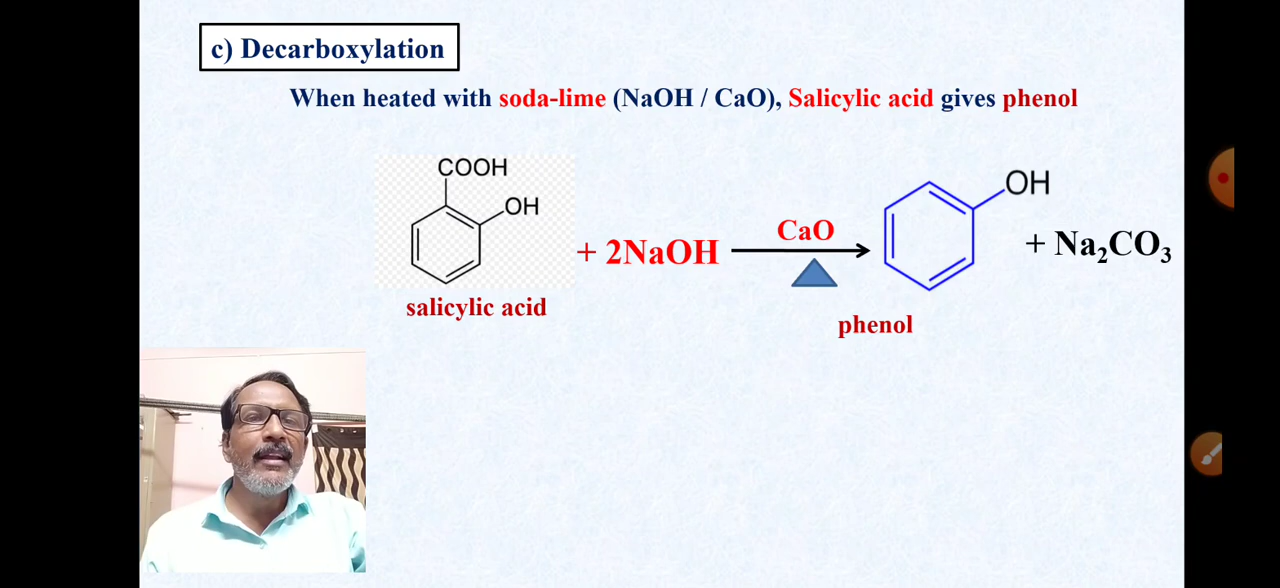 c) Decarboxylation
When heated with soda-lime (NaOH / CaO), Salicylic acid gives phenol
COOH
OH
+ 2NaOH
CaO
OH
+ Na₂CO₃
salicylic acid
phenol